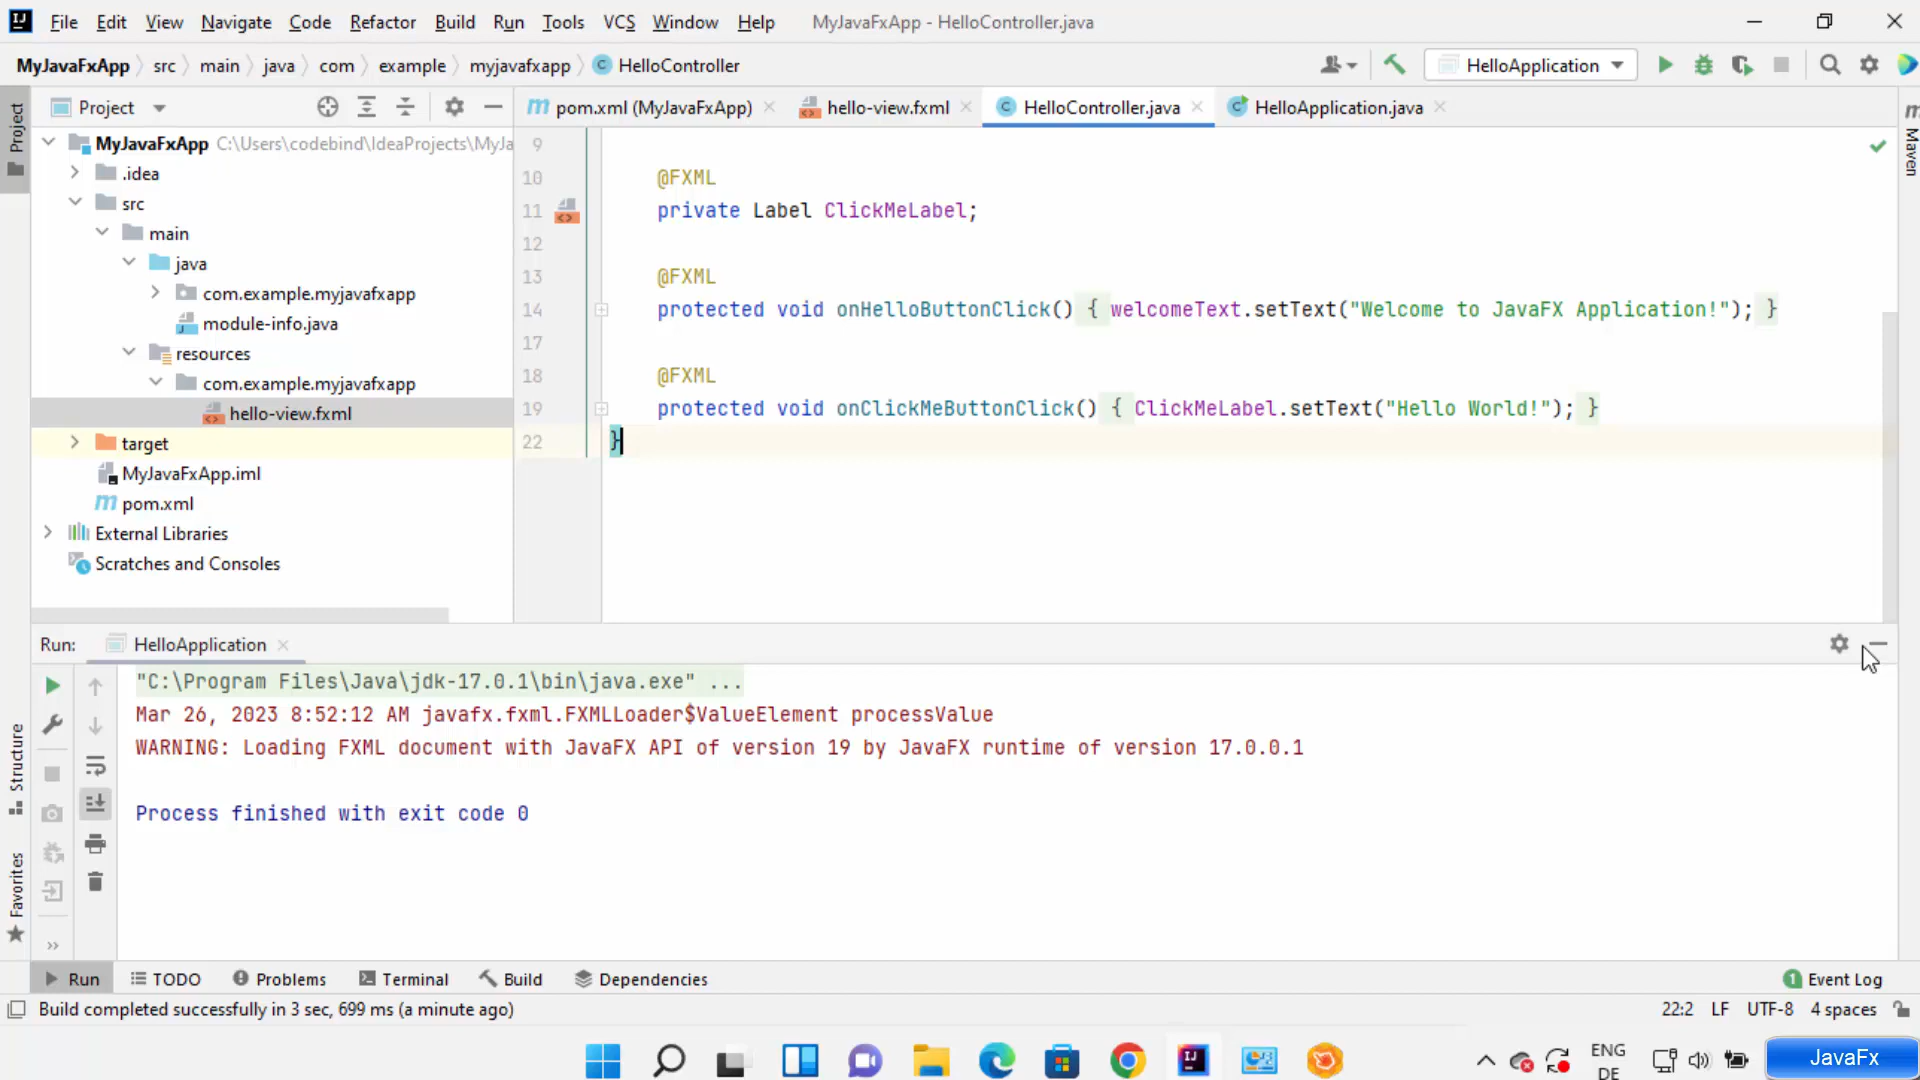 File Edit View Navigate Code Refactor Build Run Tools VCS Window Help MyJavaFxApp - HelloController.java
MyJavaFxApp src main java com example myjavafxapp HelloController HelloApplication
Project
Project
pom.xml (MyJavaFxApp) hello-view.fxml HelloController.java HelloApplication.java
Maven
MyJavaFxApp C:\Users\codebind\IdeaProjects\MyJa
.idea
src
main
java
com.example.myjavafxapp
module-info.java
resources
com.example.myjavafxapp
hello-view.fxml
target
MyJavaFxApp.iml
pom.xml
External Libraries
Scratches and Consoles
9
10 @FXML
11 private Label ClickMeLabel;
12
13 @FXML
14 protected void onHelloButtonClick() { welcomeText.setText("Welcome to JavaFX Application!"); }
17
18 @FXML
19 protected void onClickMeButtonClick() { ClickMeLabel.setText("Hello World!"); }
22 }
Run: HelloApplication
"C:\Program Files\Java\jdk-17.0.1\bin\java.exe" ...
Mar 26, 2023 8:52:12 AM javafx.fxml.FXMLLoader$ValueElement processValue
WARNING: Loading FXML document with JavaFX API of version 19 by JavaFX runtime of version 17.0.0.1
Process finished with exit code 0
Structure
Favorites
Run TODO Problems Terminal Build Dependencies 1 Event Log
Build completed successfully in 3 sec, 699 ms (a minute ago) 22:2 LF UTF-8 4 spaces
ENG
DE
JavaFx